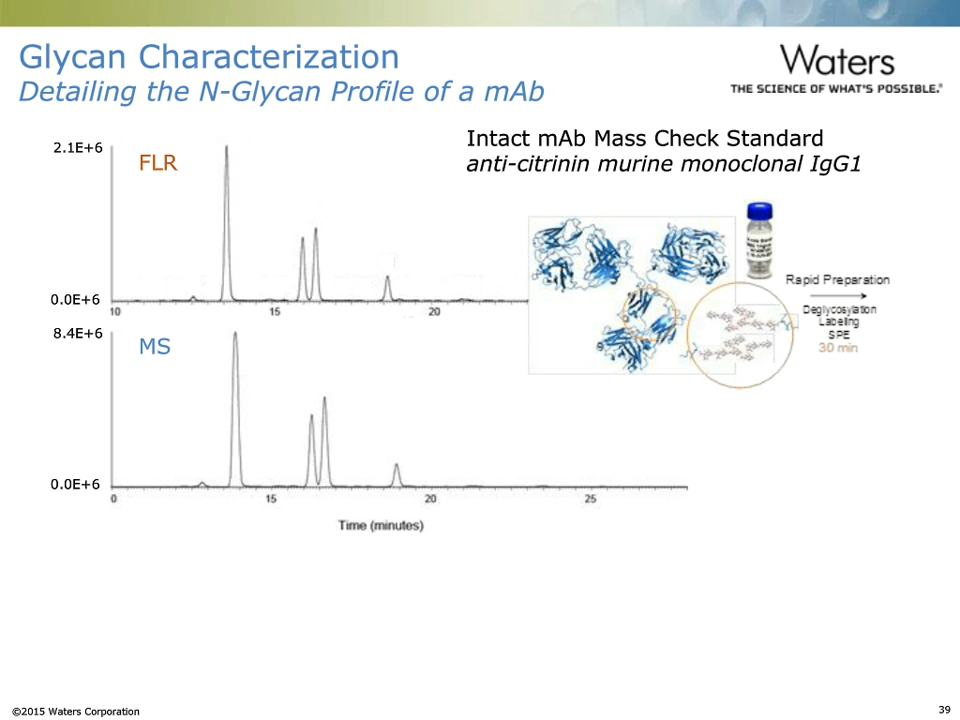 Glycan Characterization
Detailing the N-Glycan Profile of a mAb
Waters
THE SCIENCE OF WHAT'S POSSIBLE.®
Intact mAb Mass Check Standard
anti-citrinin murine monoclonal IgG1
2.1E+6
FLR
0.0E+6
10 15 20
Rapid Preparation
Deglycosylation
Labeling
SPE
30 min
8.4E+6
MS
0.0E+6
0 15 20 25
Time (minutes)
©2015 Waters Corporation
39